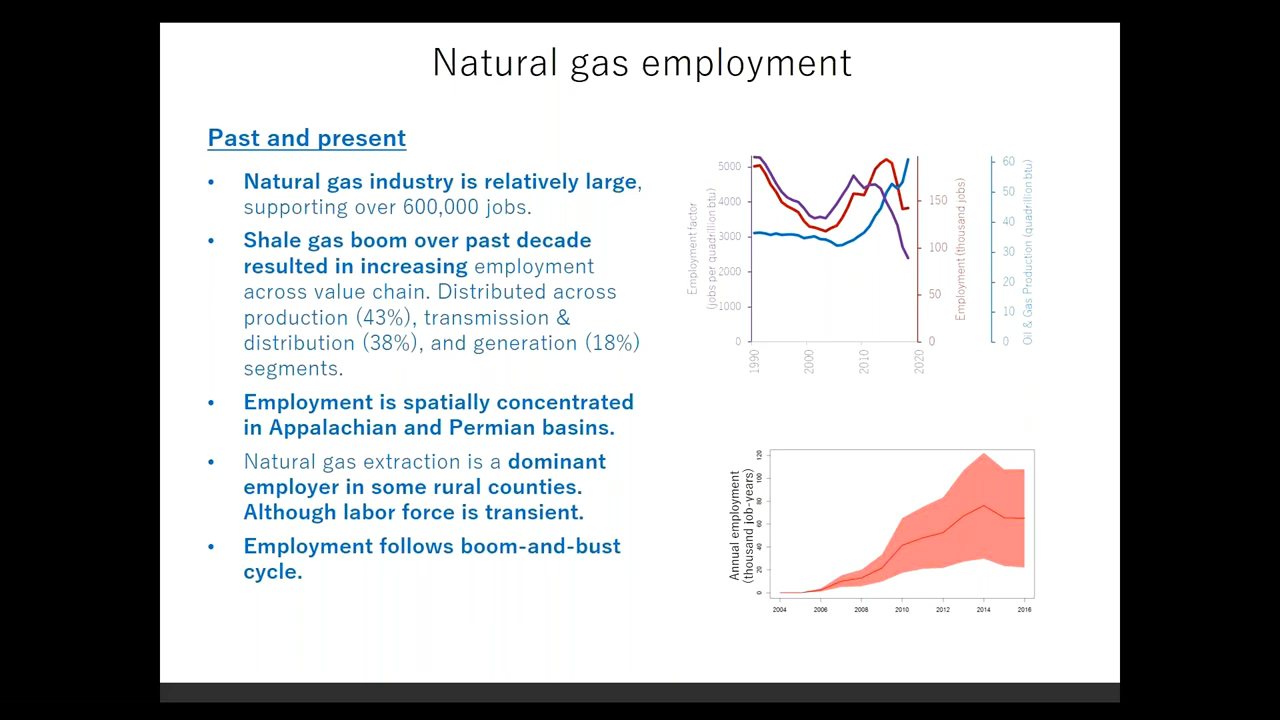 Natural gas employment
Past and present
• Natural gas industry is relatively large,
supporting over 600,000 jobs.
• Shale gas boom over past decade
resulted in increasing employment
across value chain. Distributed across
production (43%), transmission &
distribution (38%), and generation (18%)
segments.
• Employment is spatially concentrated
in Appalachian and Permian basins.
• Natural gas extraction is a dominant
employer in some rural counties.
Although labor force is transient.
• Employment follows boom-and-bust
cycle.
Employment factor
(jobs per quadrillion btu)
5000
4000
3000
2000
1000
0
1990
2000
2010
2020
150
100
50
0
Employment (thousand jobs)
60
50
40
30
20
10
0
Oil & Gas Production (quadrillion btu)
Annual employment
(thousand job-years)
120
100
80
60
40
20
0
2004 2006 2008 2010 2012 2014 2016